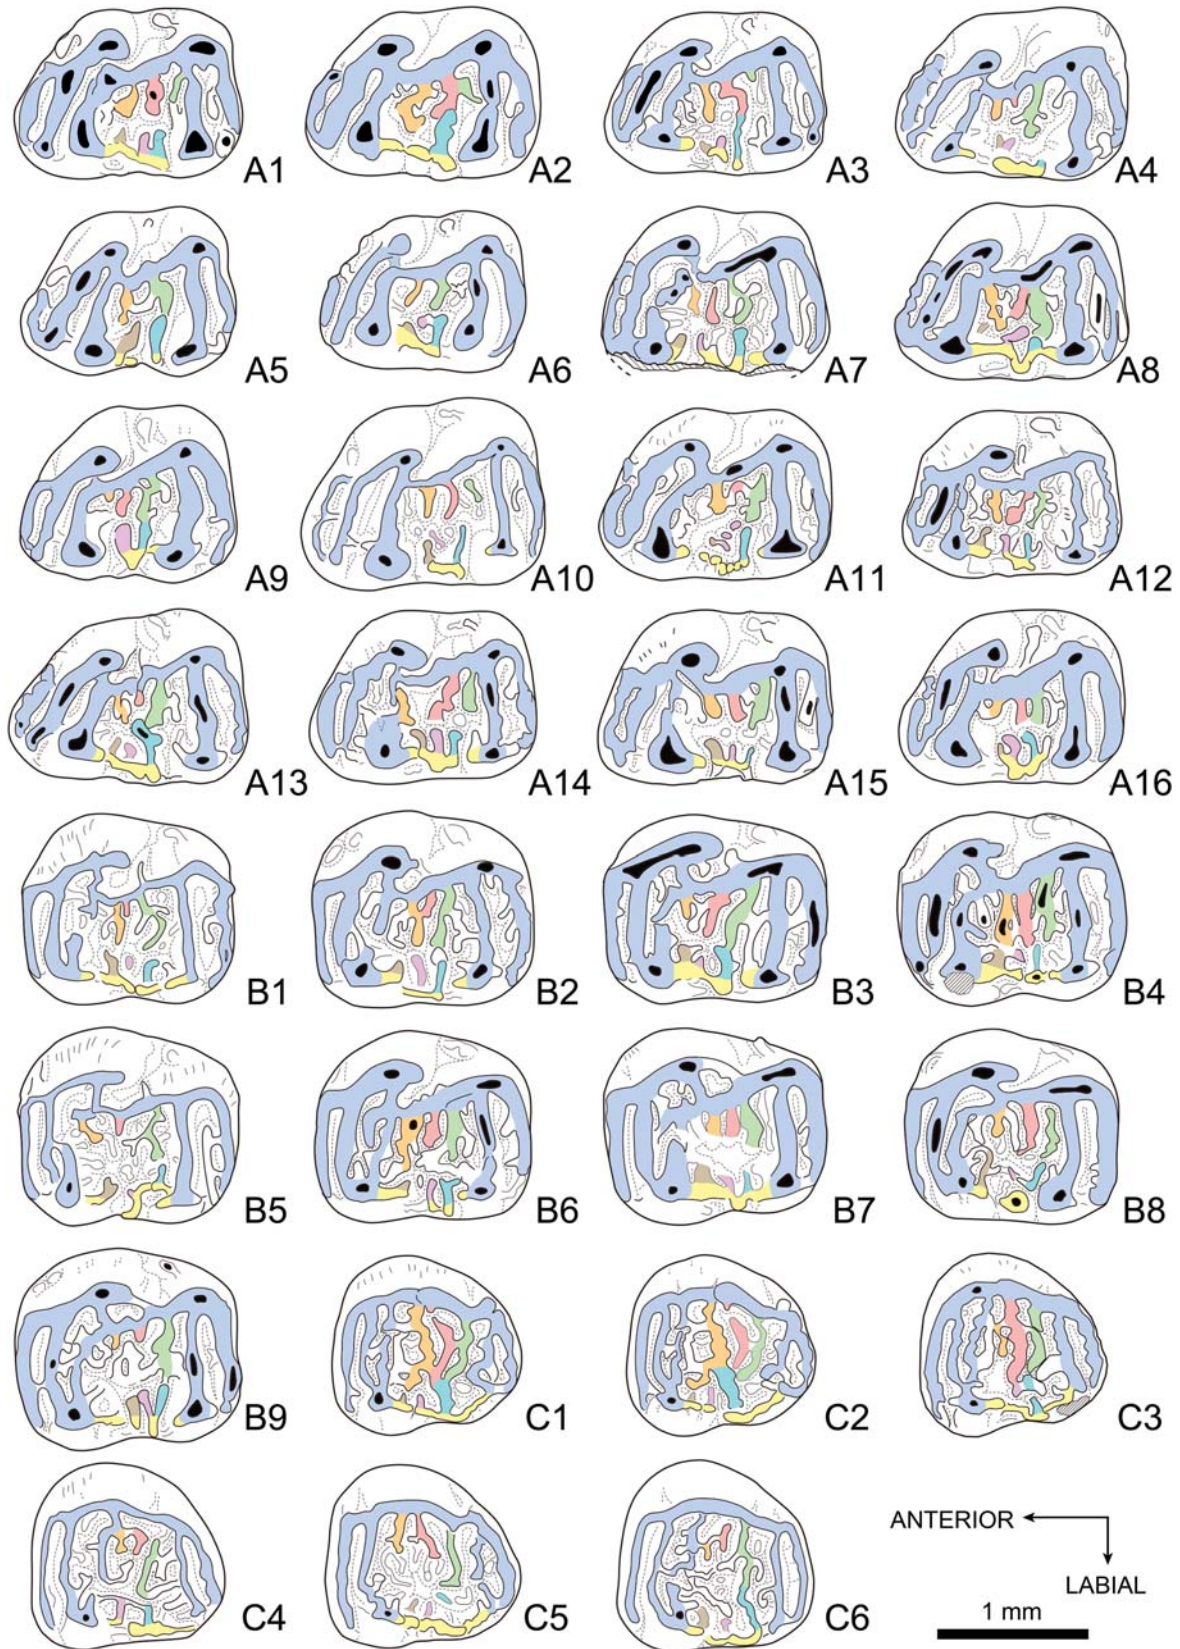 A1 A2 A3 A4
A5 A6 A7 A8
A9 A10 A11 A12
A13 A14 A15 A16
B1 B2 B3 B4
B5 B6 B7 B8
B9 C1 C2 C3
C4 C5 C6
ANTERIOR
LABIAL
1 mm